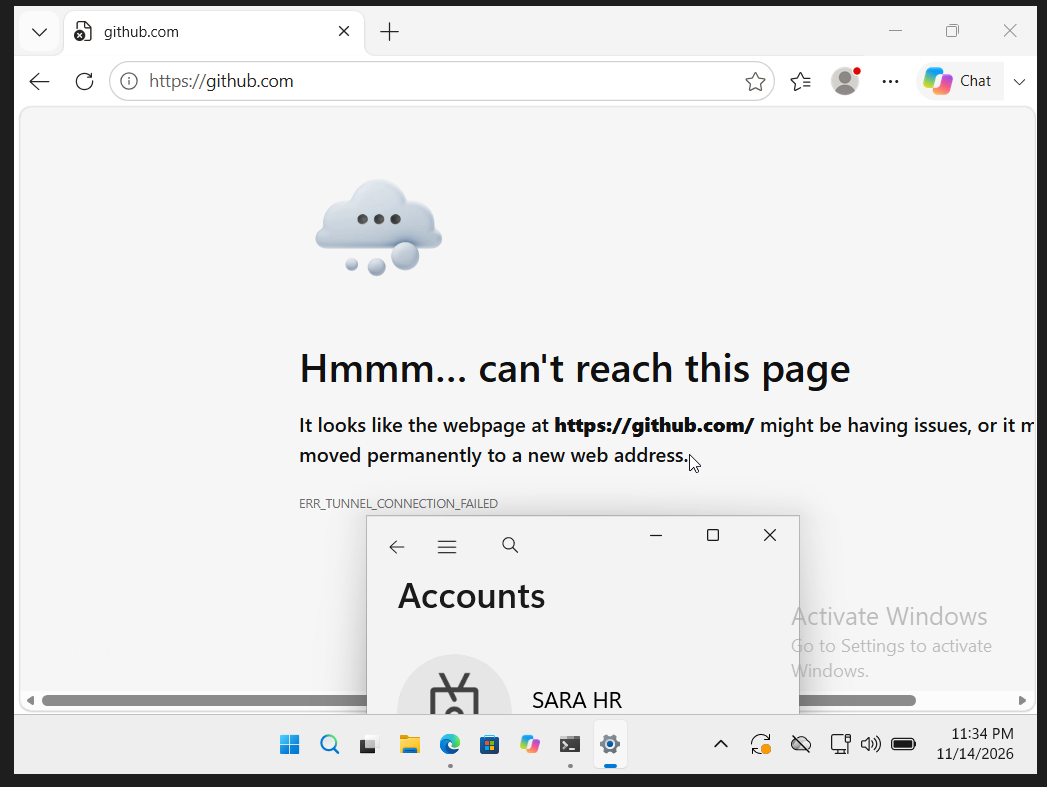 github.com
https://github.com
Chat
Hmmm... can't reach this page
It looks like the webpage at https://github.com/ might be having issues, or it m
moved permanently to a new web address.
ERR_TUNNEL_CONNECTION_FAILED
Accounts
SARA HR
Activate Windows
Go to Settings to activate
Windows.
11:34 PM
11/14/2026